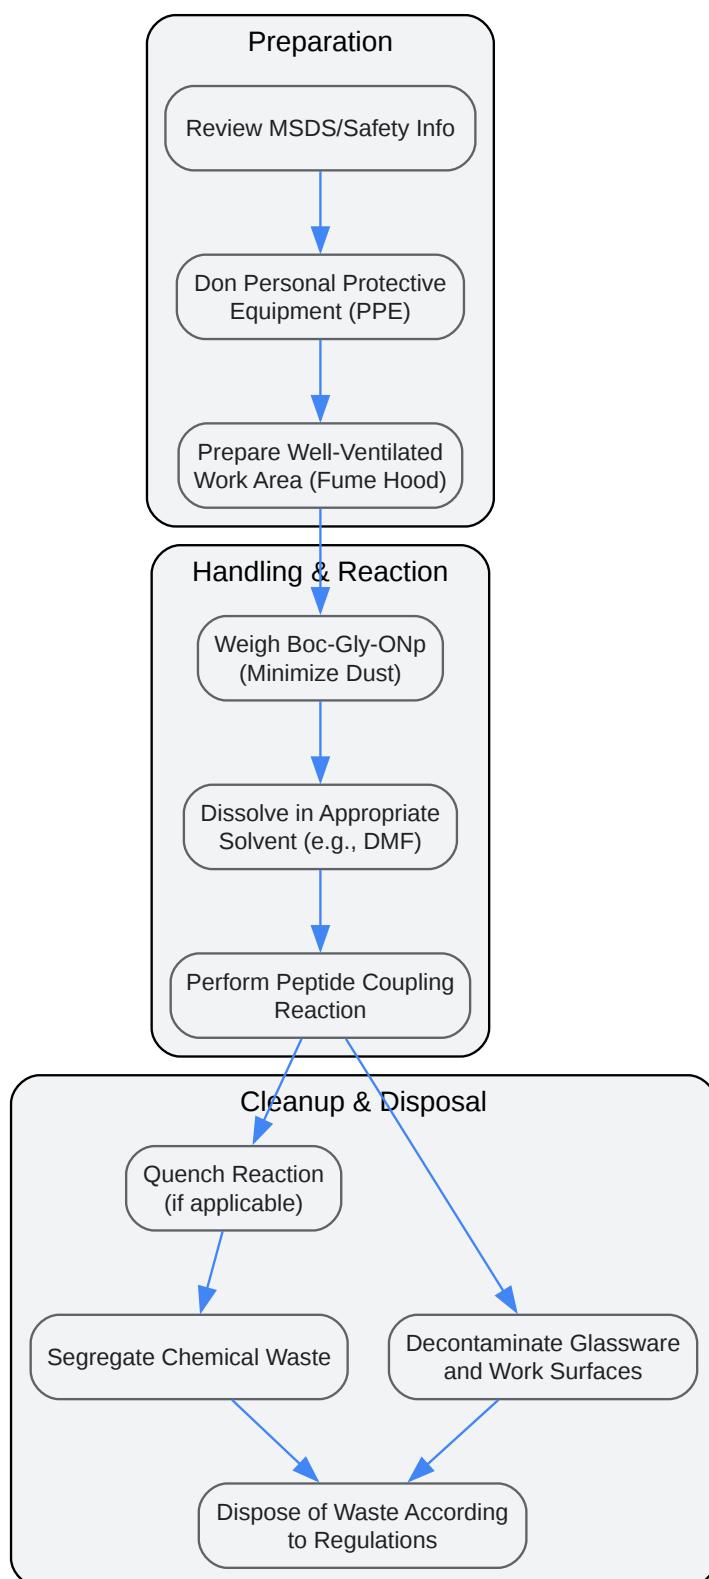 Preparation
Review MSDS/Safety Info
Don Personal Protective
Equipment (PPE)
Prepare Well-Ventilated
Work Area (Fume Hood)
Handling & Reaction
Weigh Boc-Gly-ONp
(Minimize Dust)
Dissolve in Appropriate
Solvent (e.g., DMF)
Perform Peptide Coupling
Reaction
Cleanup & Disposal
Quench Reaction
(if applicable)
Segregate Chemical Waste
Decontaminate Glassware
and Work Surfaces
Dispose of Waste According
to Regulations